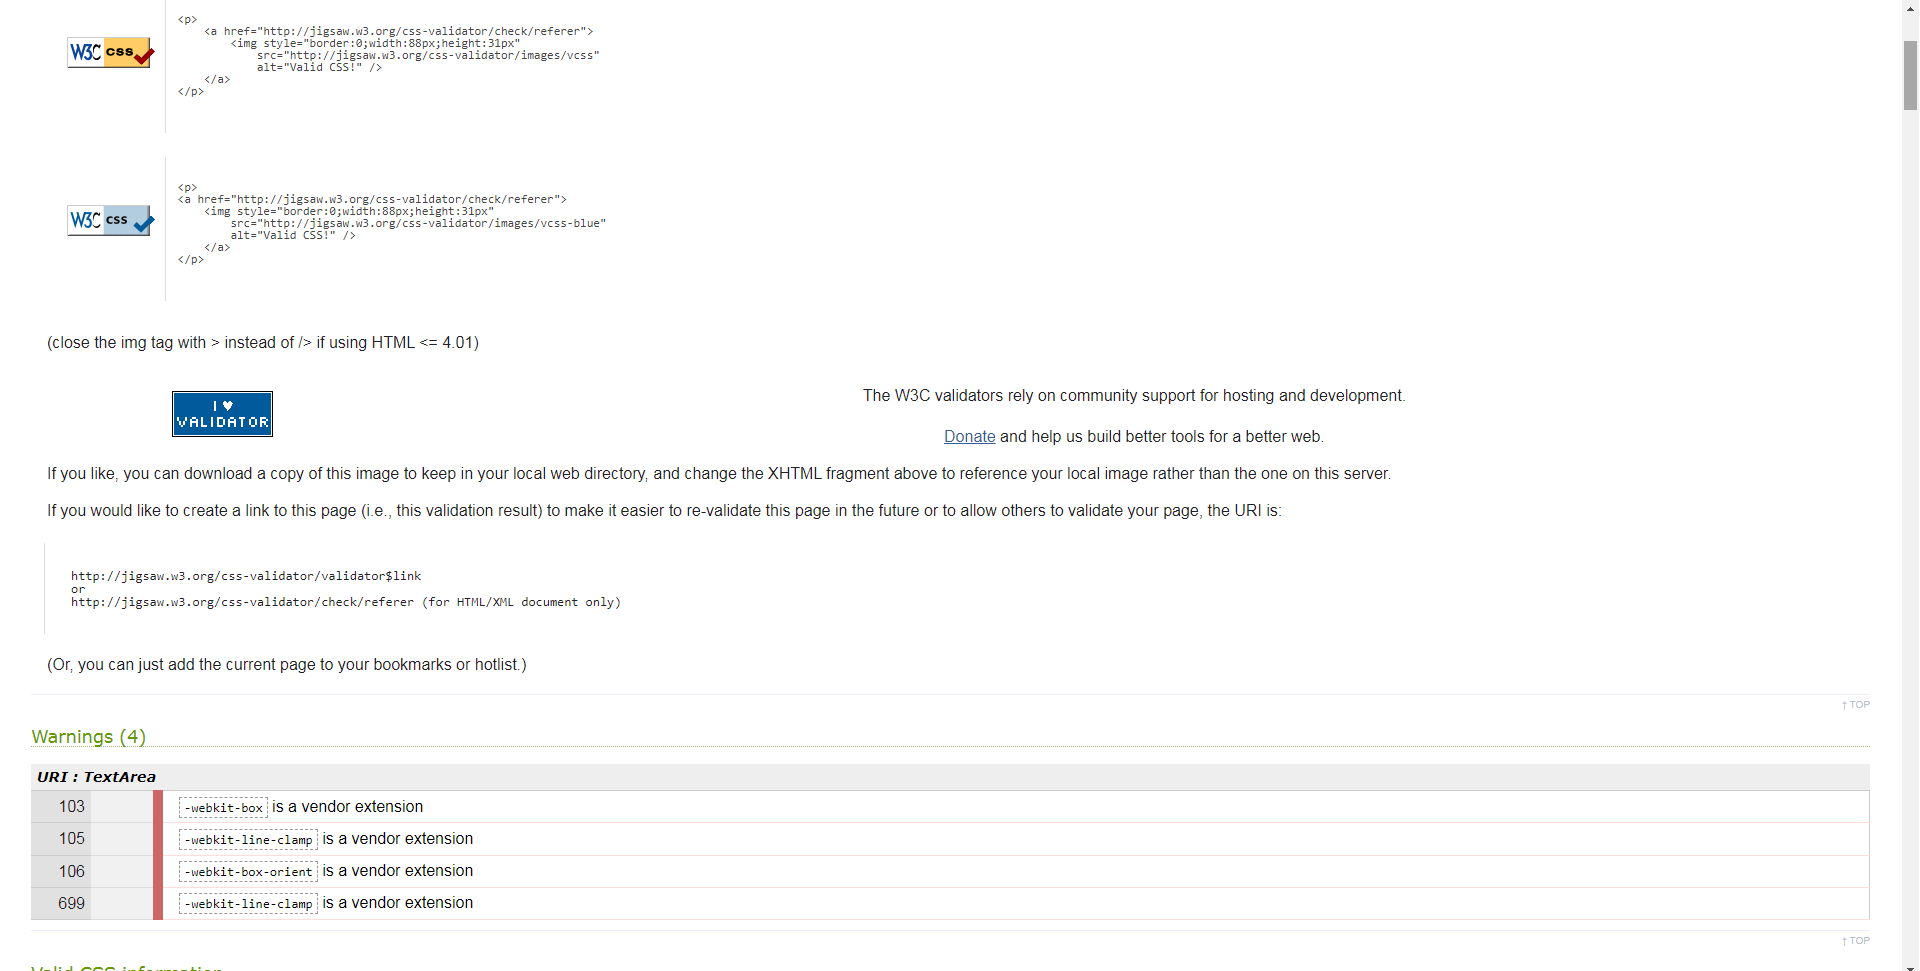 <p>
<a href="http://jigsaw.w3.org/css-validator/check/referer">
<img style="border:0;width:88px;height:31px"
src="http://jigsaw.w3.org/css-validator/images/vcss"
alt="Valid CSS!" />
</a>
</p>
W3C css
<p>
<a href="http://jigsaw.w3.org/css-validator/check/referer">
<img style="border:0;width:88px;height:31px"
src="http://jigsaw.w3.org/css-validator/images/vcss-blue"
alt="Valid CSS!" />
</a>
</p>
W3C css
(close the img tag with > instead of /> if using HTML <= 4.01)
I ♥
VALIDATOR
The W3C validators rely on community support for hosting and development.
Donate and help us build better tools for a better web.
If you like, you can download a copy of this image to keep in your local web directory, and change the XHTML fragment above to reference your local image rather than the one on this server.
If you would like to create a link to this page (i.e., this validation result) to make it easier to re-validate this page in the future or to allow others to validate your page, the URI is:
http://jigsaw.w3.org/css-validator/validator$link
or
http://jigsaw.w3.org/css-validator/check/referer (for HTML/XML document only)
(Or, you can just add the current page to your bookmarks or hotlist.)
↑ TOP
Warnings (4)
URI : TextArea
103 -webkit-box is a vendor extension
105 -webkit-line-clamp is a vendor extension
106 -webkit-box-orient is a vendor extension
699 -webkit-line-clamp is a vendor extension
↑ TOP
Valid CSS information